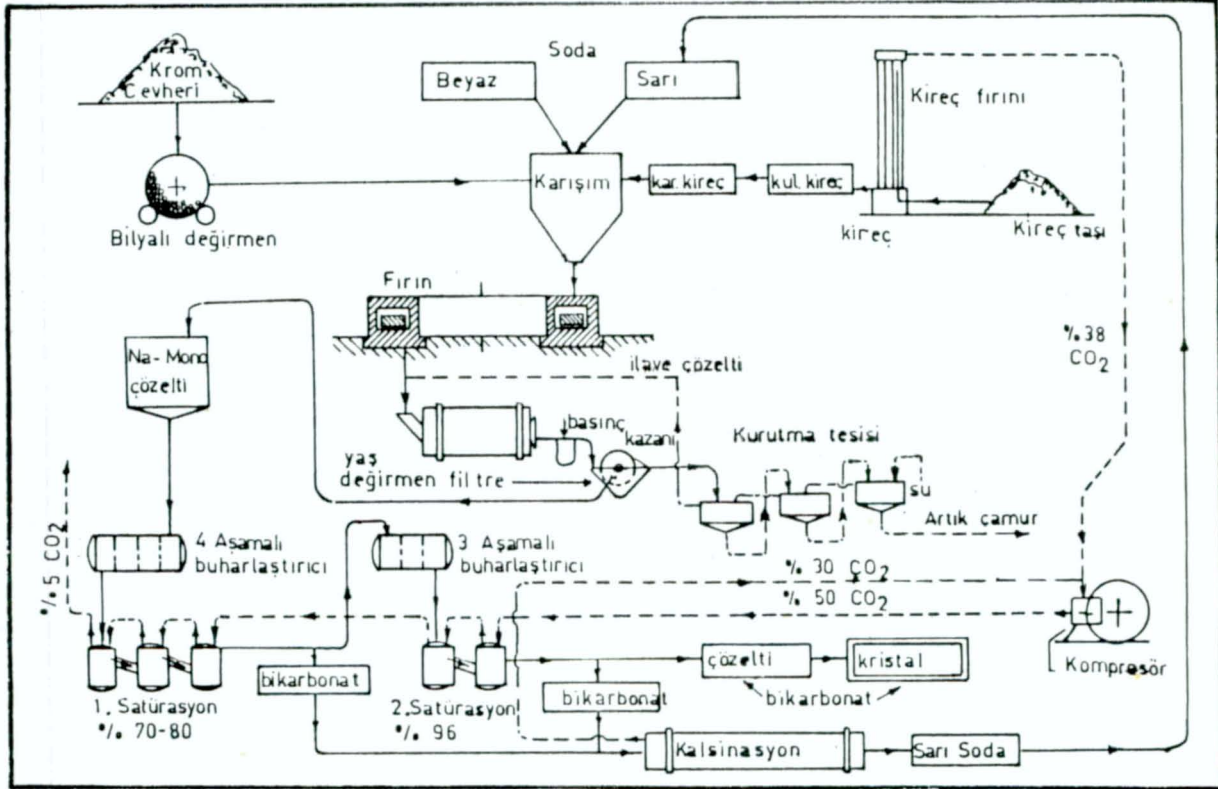 Krom
Cevheri
Bilyalı değirmen
Soda
Beyaz
Sarı
Karışım
kar.kireç
kul.kireç
Kireç fırını
kireç
Kireç taşı
Fırın
Na-Mono
çözelti
ilave çözelti
basınç
kazanı
yaş
değirmen filtre
Kurutma tesisi
su
Artık çamur
%38
CO2
%5 CO2
4 Aşamalı
buharlaştırıcı
3 Aşamalı
buharlaştırıcı
% 30 CO2
% 50 CO2
Kompresör
bikarbonat
1. Satürasyon
% 70-80
2.Satürasyon
% 96
bikarbonat
çözelti
kristal
bikarbonat
Kalsinasyon
Sarı Soda